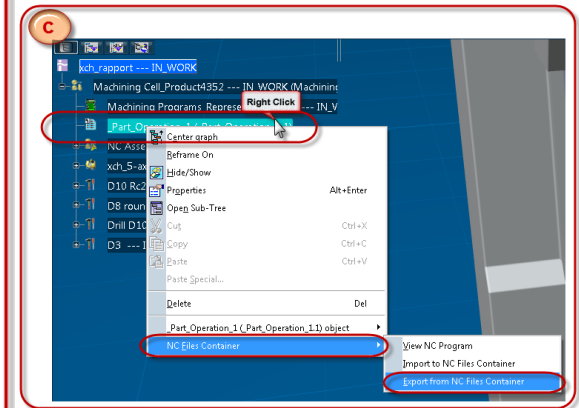 C
xch_rapport --- IN_WORK
Machining Cell_Product4352 --- IN_WORK (Machining
Machining Programs Represe --- IN_V
Right Click
_Part_Operation_1 (_Part_Operation_1.1)
NC Asse
xch_5-ax
D10 Rc2
D8 roun
Drill D10
D3 --- I
Center graph
Reframe On
Hide/Show
Properties Alt+Enter
Open Sub-Tree
Cut Ctrl+X
Copy Ctrl+C
Paste Ctrl+V
Paste Special...
Delete Del
_Part_Operation_1 (_Part_Operation_1.1) object
NC Files Container
View NC Program
Import to NC Files Container
Export from NC Files Container